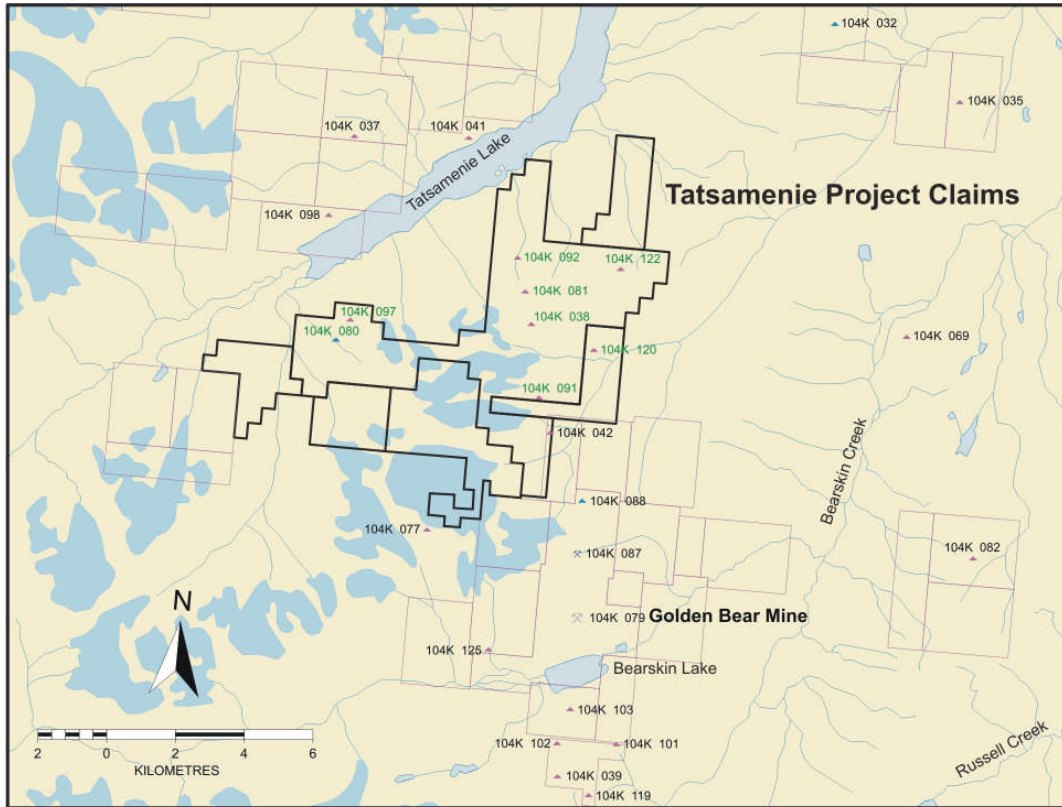 104K 032
104K 035
104K 037
104K 041
Tatsamenie Lake
Tatsamenie Project Claims
104K 098
104K 092
104K 122
104K 081
104K 097
104K 038
104K 080
104K 069
104K 120
104K 091
104K 042
Bearskin Creek
104K 088
104K 077
104K 087
104K 082
N
104K 079 Golden Bear Mine
104K 125
Bearskin Lake
104K 103
2 0 2 4 6
KILOMETRES
104K 102
104K 101
Russell Creek
104K 039
104K 119